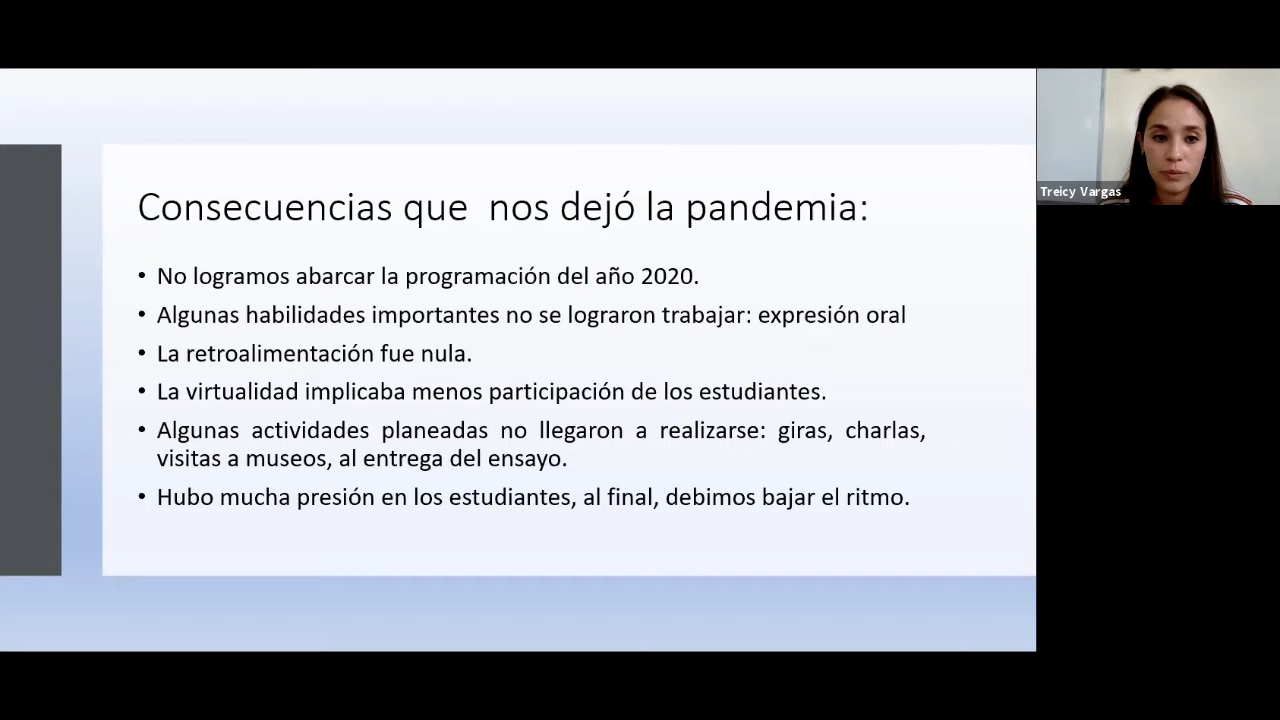 Consecuencias que nos dejó la pandemia:
• No logramos abarcar la programación del año 2020.
• Algunas habilidades importantes no se lograron trabajar: expresión oral
• La retroalimentación fue nula.
• La virtualidad implicaba menos participación de los estudiantes.
• Algunas actividades planeadas no llegaron a realizarse: giras, charlas,
visitas a museos, al entrega del ensayo.
• Hubo mucha presión en los estudiantes, al final, debimos bajar el ritmo.
Treicy Vargas